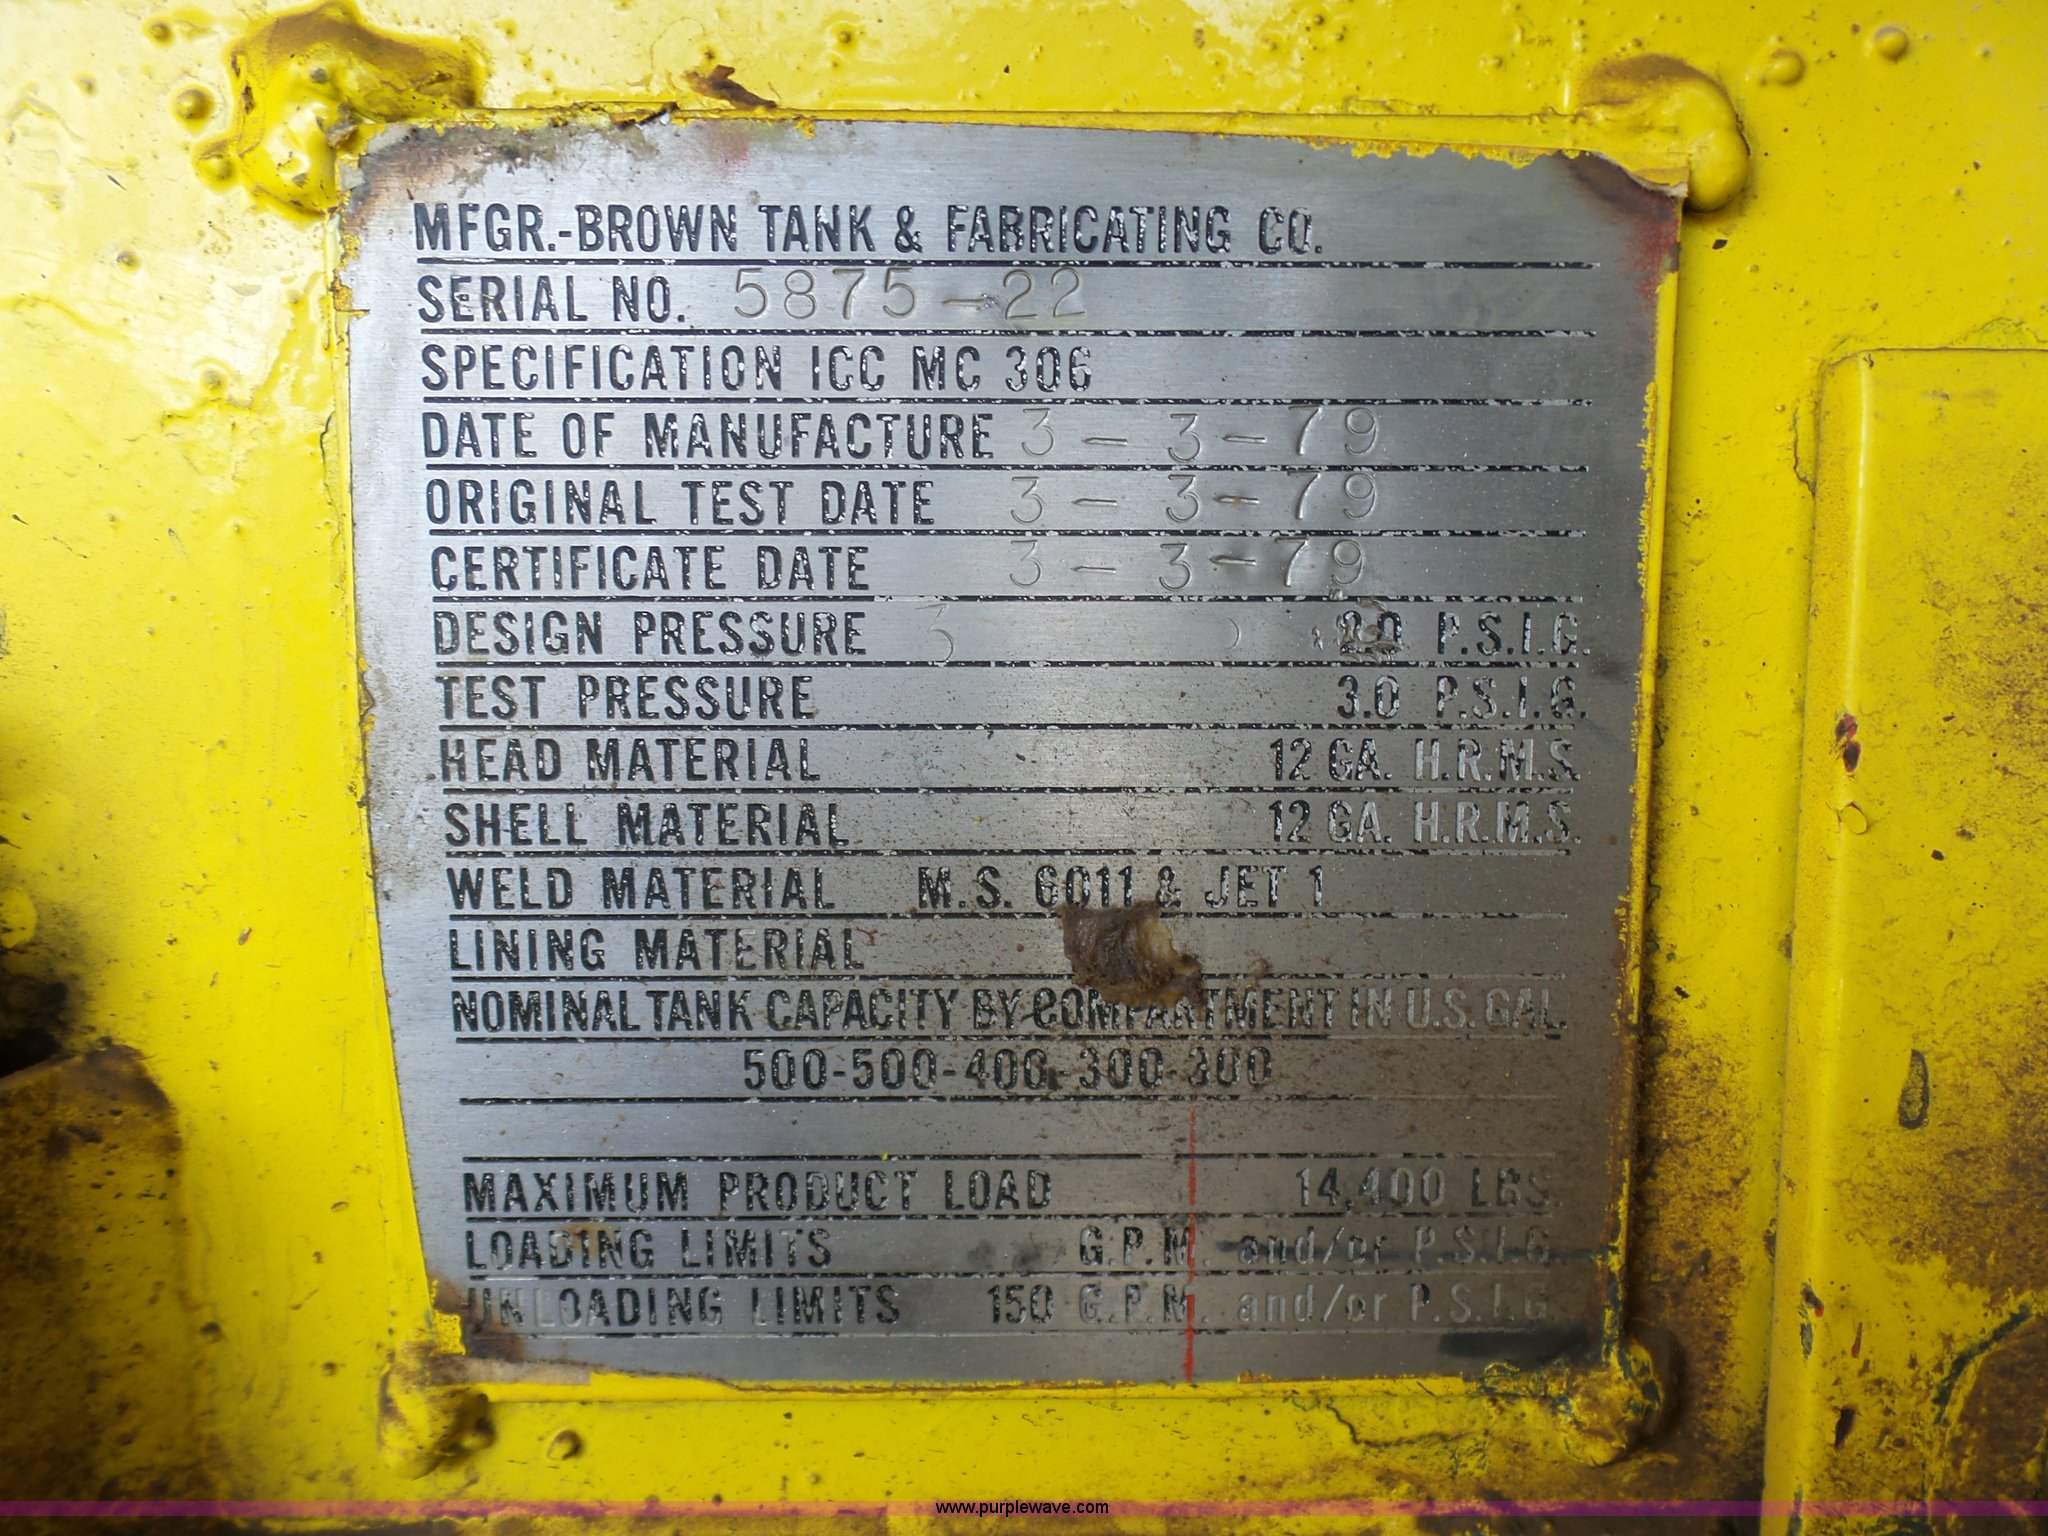 MFGR.-BROWN TANK & FABRICATING CO.
SERIAL NO. 5875-22
SPECIFICATION ICC MC 306
DATE OF MANUFACTURE 3-3-79
ORIGINAL TEST DATE 3-3-79
CERTIFICATE DATE 3-3-79
DESIGN PRESSURE 3 P.S.I.G.
TEST PRESSURE 3.0 P.S.I.G.
HEAD MATERIAL 12 GA. H.R.M.S.
SHELL MATERIAL 12 GA. H.R.M.S.
WELD MATERIAL M.S. 6011 & JET 1
LINING MATERIAL
NOMINAL TANK CAPACITY BY COMPARTMENT IN U.S. GAL.
500-500-400-300-300
MAXIMUM PRODUCT LOAD 14,400 LBS.
LOADING LIMITS G.P.M. and/or P.S.I.G.
UNLOADING LIMITS 150 G.P.M. and/or P.S.I.G.
www.purplewave.com